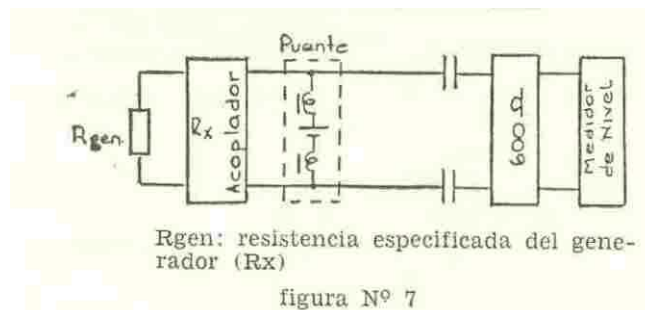 Puente
Rgen.
Rx
Acoplador
600 Ω
Medidor
de Nivel
Rgen: resistencia especificada del gene-
rador (Rx)
figura Nº 7